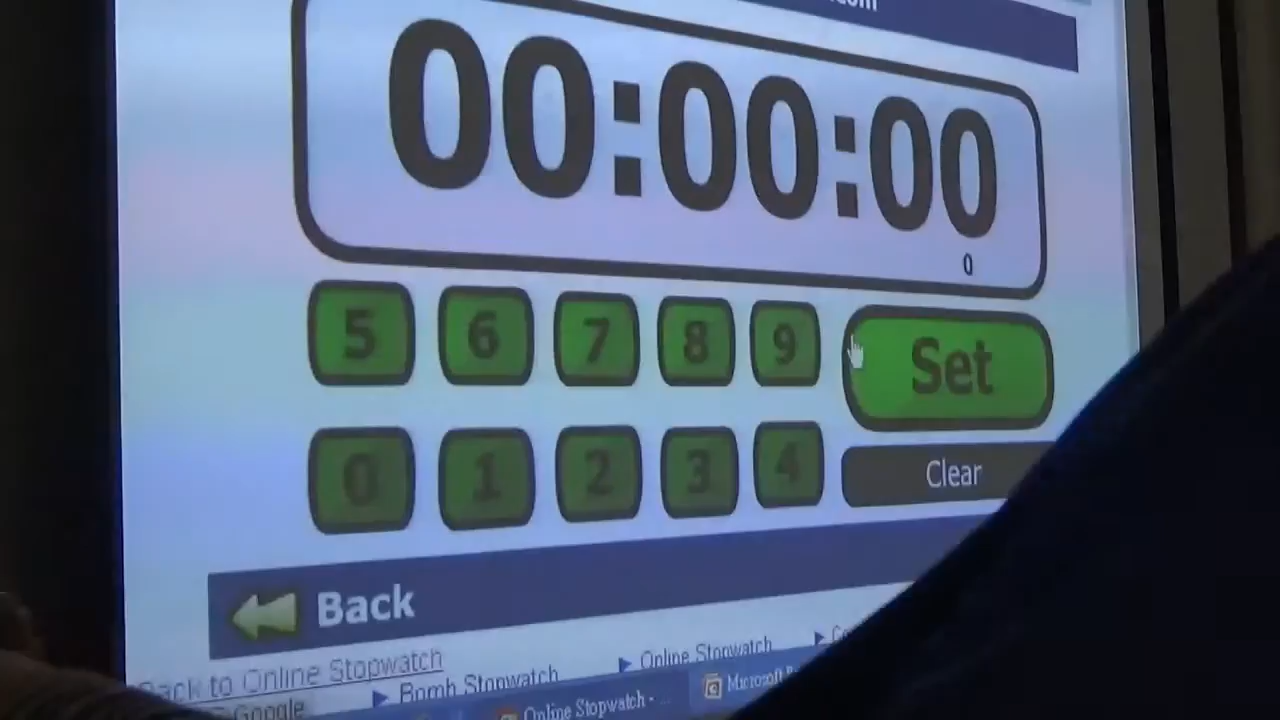 .com
00:00:00
0
5 6 7 8 9 Set
0 1 2 3 4 Clear
Back
Back to Online Stopwatch
Bomb Stopwatch
Online Stopwatch
Google
Online Stopwatch - ...
Microsoft